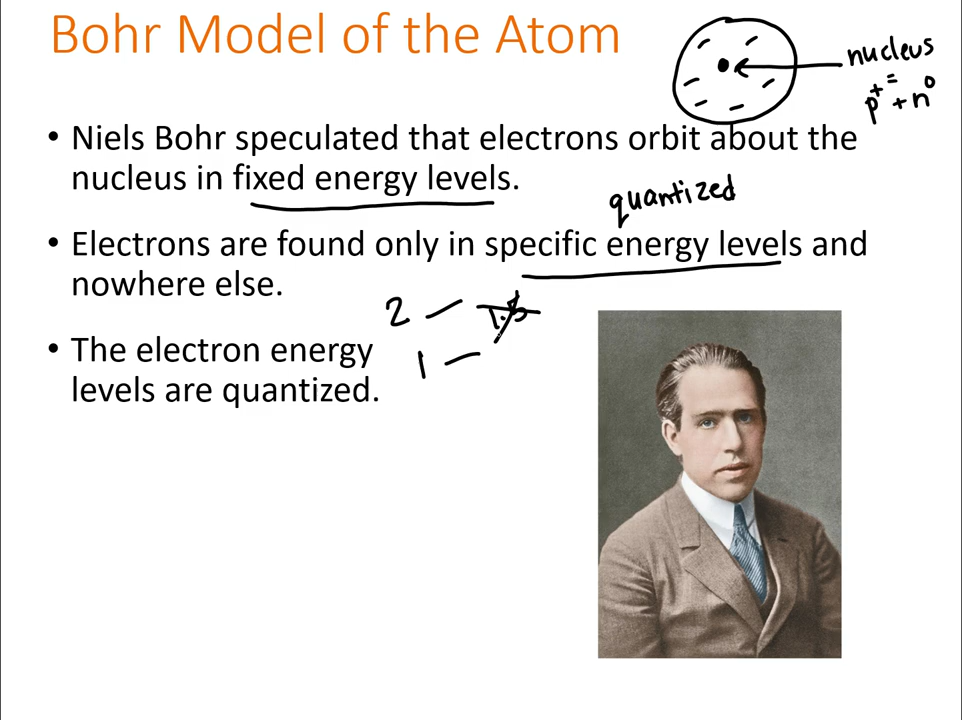 Bohr Model of the Atom
nucleus
p⁺ + n⁰
• Niels Bohr speculated that electrons orbit about the
nucleus in fixed energy levels.
quantized
• Electrons are found only in specific energy levels and
nowhere else.
2 — 1.5
1 —
• The electron energy
levels are quantized.